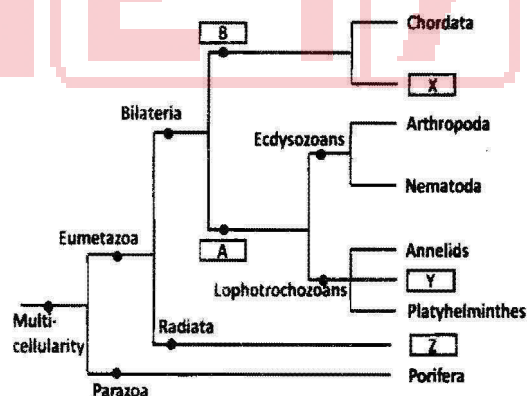 B
Chordata
X
Bilateria
Ecdysozoans
Arthropoda
Nematoda
Eumetazoa
A
Annelids
Lophotrochozoans
Y
Platyhelminthes
Multi-
cellularity
Radiata
Z
Parazoa
Porifera